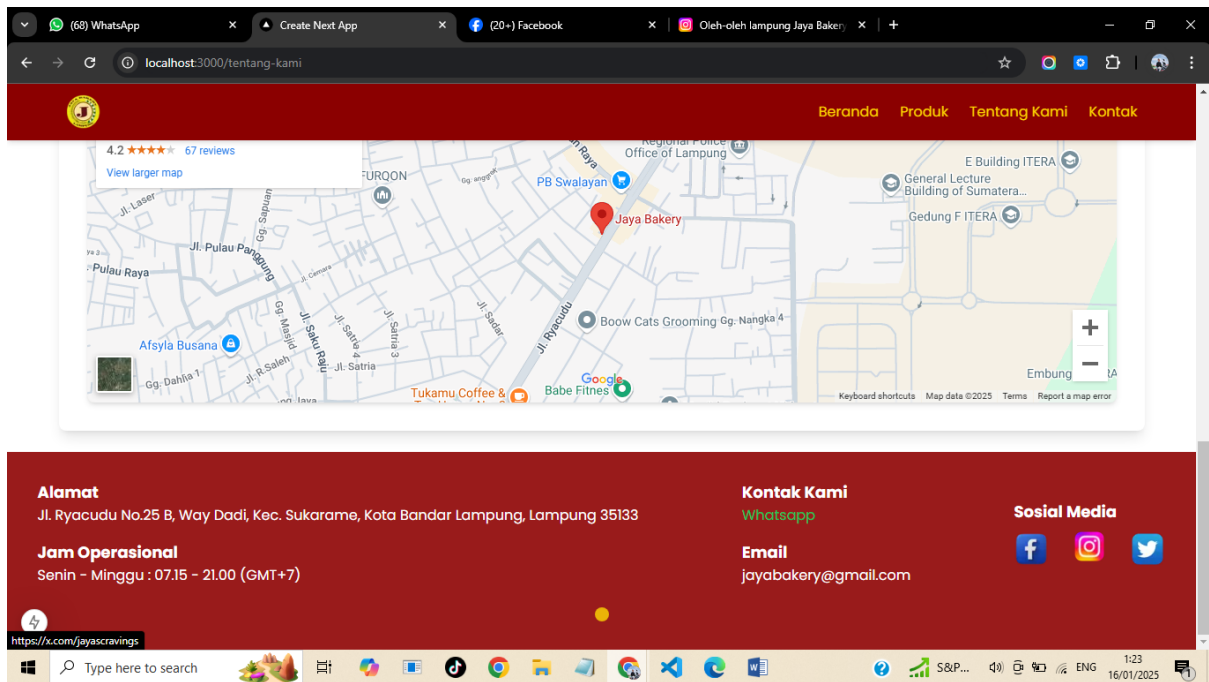 (68) WhatsApp
Create Next App
(20+) Facebook
Oleh-oleh lampung Jaya Bakery
localhost:3000/tentang-kami
J
Beranda Produk Tentang Kami Kontak
4.2 67 reviews
View larger map
FURQON
Gg. anggrek
Raya
Regional Police
Office of Lampung
PB Swalayan
E Building ITERA
General Lecture
Building of Sumatera...
Gedung F ITERA
Jaya Bakery
Jl. Laser
Gg. Sapuan
Jl. Pulau Panggung
Pulau Raya
Jl. Cemara
Gg. Masjid
Jl. Saku Raju
Jl. Satria 4
Jl. Satria 3
Jl. Sadar
Jl. Ryacudu
Boow Cats Grooming
Gg. Nangka 4
Afsyla Busana
Jl. R.Saleh
Jl. Satria
Gg. Dahlia 1
Tukamu Coffee &
Babe Fitnes
Google
Embung
Keyboard shortcuts Map data ©2025 Terms Report a map error
Alamat
Jl. Ryacudu No.25 B, Way Dadi, Kec. Sukarame, Kota Bandar Lampung, Lampung 35133
Jam Operasional
Senin - Minggu : 07.15 - 21.00 (GMT+7)
Kontak Kami
Whatsapp
Email
jayabakery@gmail.com
Sosial Media
https://x.com/jayascravings
Type here to search
S&P...
ENG
1:23
16/01/2025
1